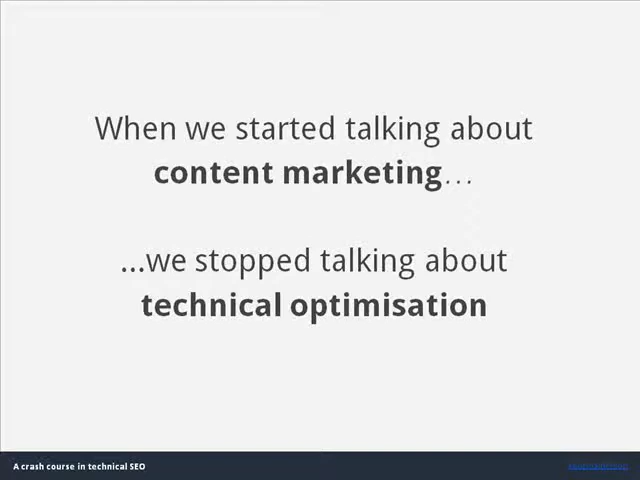 When we started talking about
content marketing…
...we stopped talking about
technical optimisation
A crash course in technical SEO